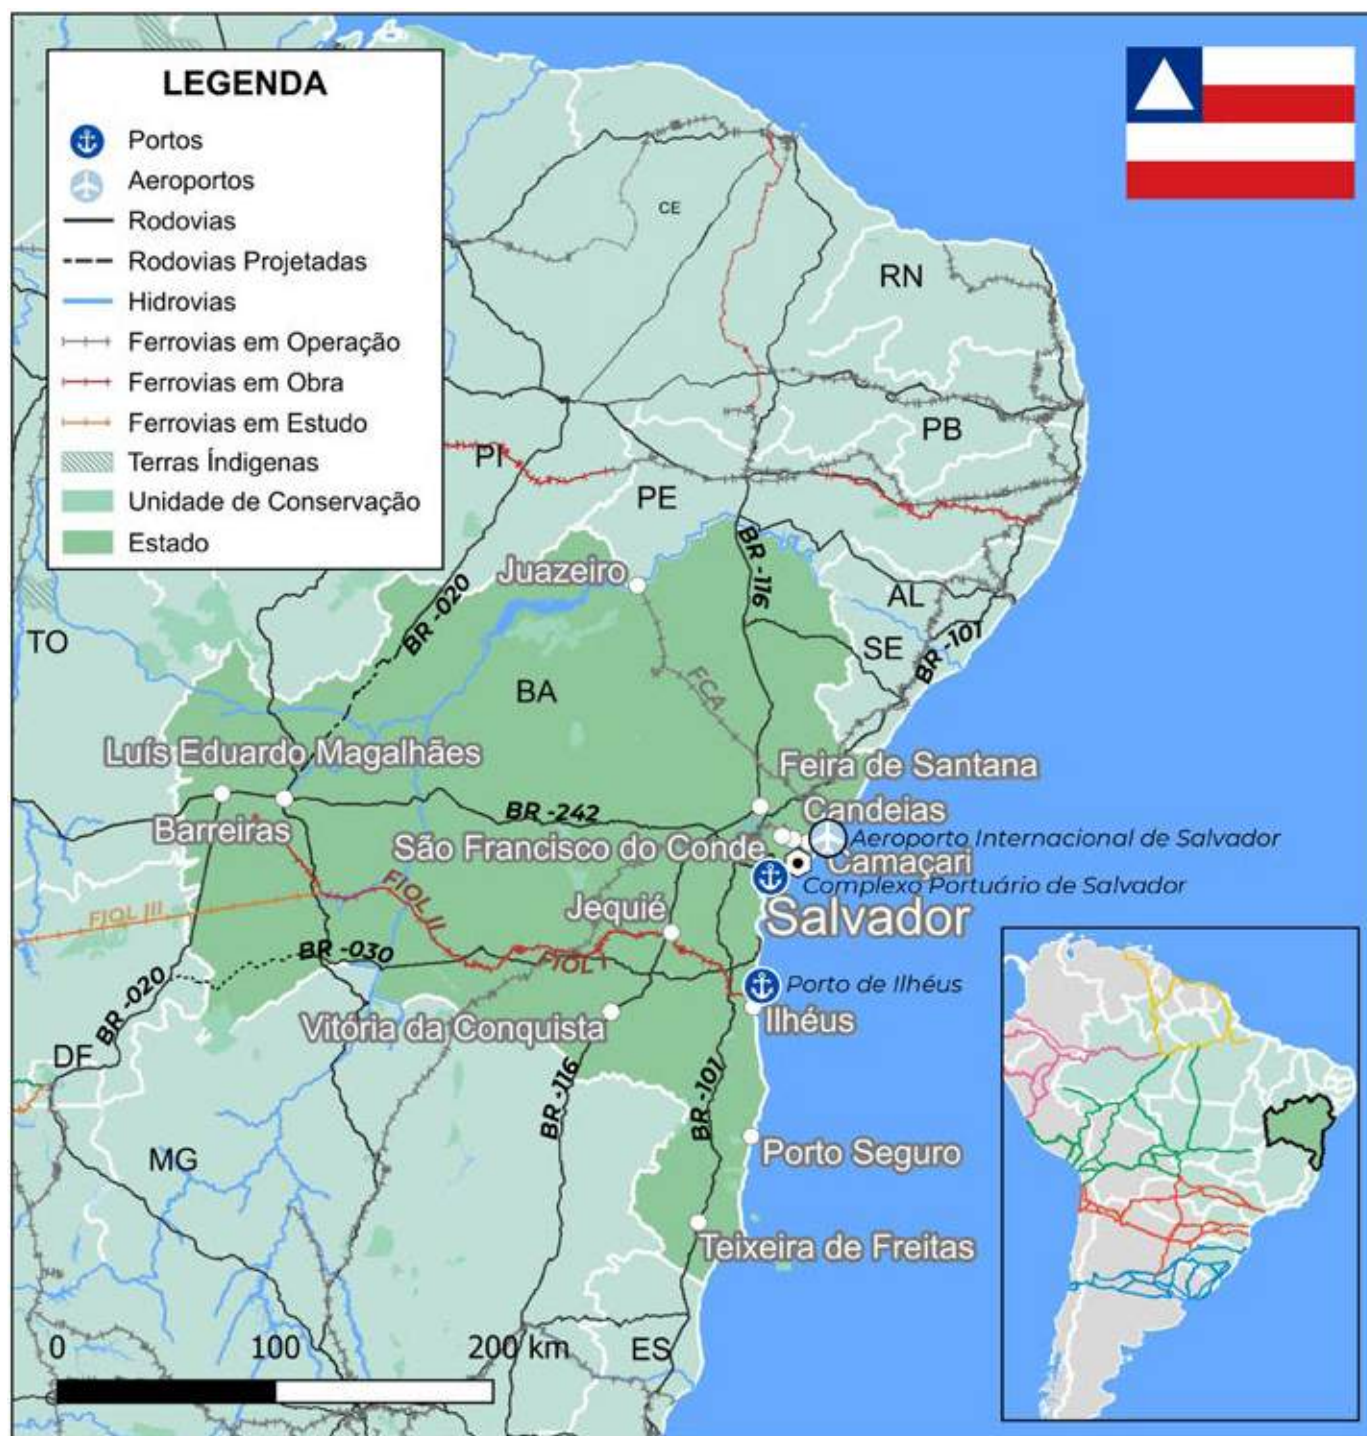 LEGENDA
Portos
Aeroportos
Rodovias
Rodovias Projetadas
Hidrovias
Ferrovias em Operação
Ferrovias em Obra
Ferrovias em Estudo
Terras Índigenas
Unidade de Conservação
Estado
CE
RN
PB
PI
PE
BR -116
Juazeiro
BR -020
AL
TO
SE
BR -101
BA
FCA
Luís Eduardo Magalhães
Feira de Santana
BR -242
Candeias
Barreiras
Aeroporto Internacional de Salvador
São Francisco do Conde
Camaçari
Complexo Portuário de Salvador
FIOL III
FIOL II
Jequié
Salvador
BR -030
FIOL I
BR -020
Porto de Ilhéus
Vitória da Conquista
Ilhéus
DF
BR -116
BR -101
MG
Porto Seguro
Teixeira de Freitas
0 100 200 km
ES